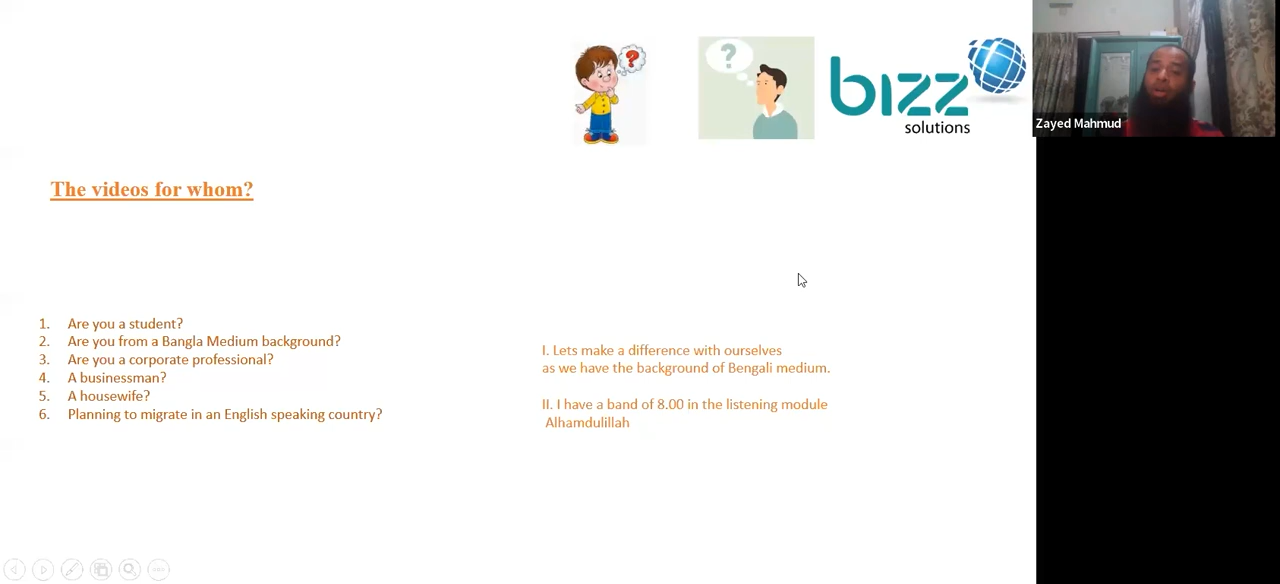 bizz
solutions
Zayed Mahmud
The videos for whom?
1. Are you a student?
2. Are you from a Bangla Medium background?
3. Are you a corporate professional?
4. A businessman?
5. A housewife?
6. Planning to migrate in an English speaking country?
I. Lets make a difference with ourselves
as we have the background of Bengali medium.
II. I have a band of 8.00 in the listening module
Alhamdulillah